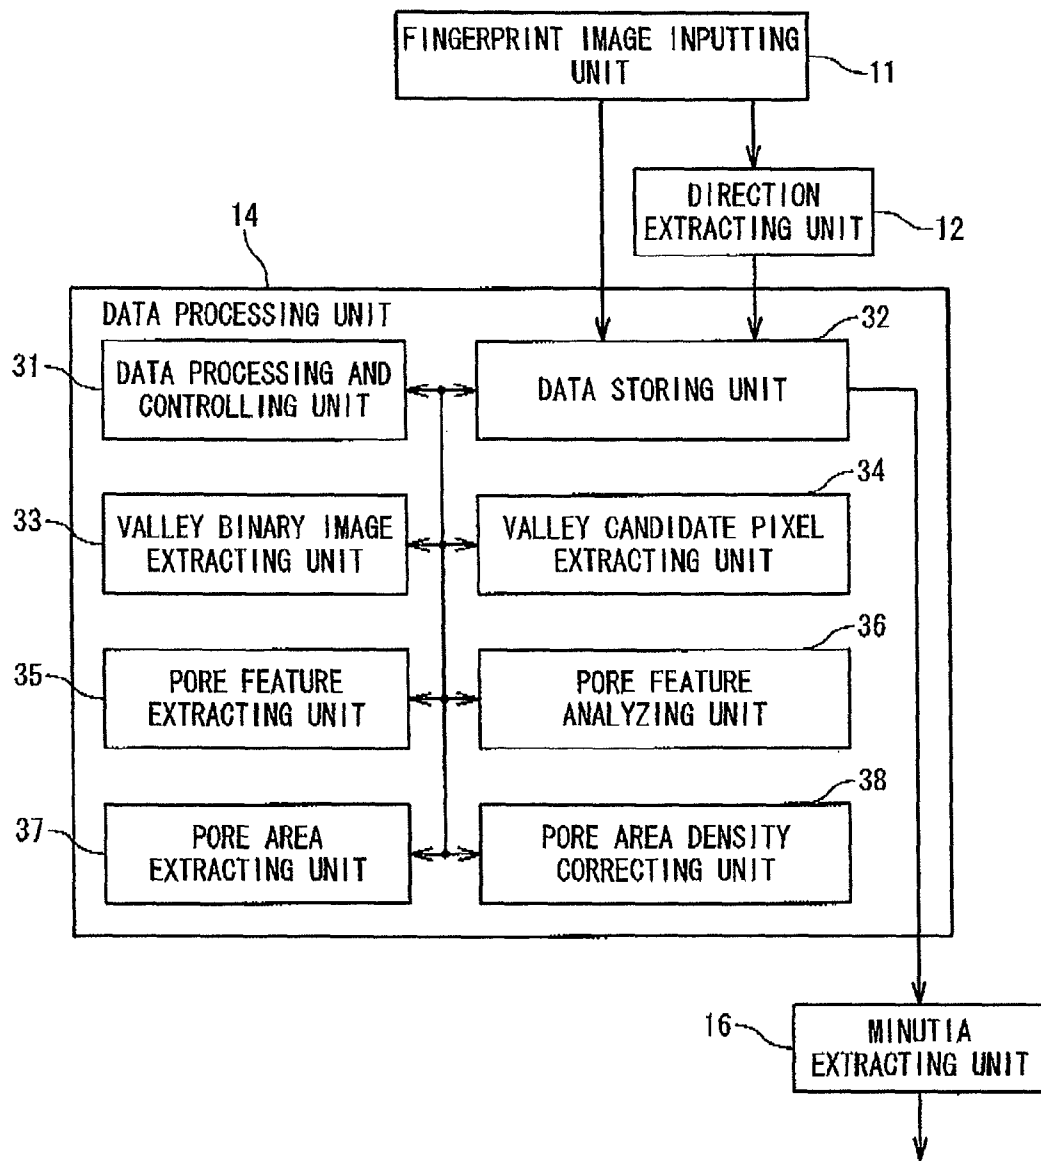 FINGERPRINT IMAGE INPUTTING
UNIT
11
DIRECTION
EXTRACTING UNIT
12
14
DATA PROCESSING UNIT
31
DATA PROCESSING AND
CONTROLLING UNIT
32
DATA STORING UNIT
33
VALLEY BINARY IMAGE
EXTRACTING UNIT
34
VALLEY CANDIDATE PIXEL
EXTRACTING UNIT
35
PORE FEATURE
EXTRACTING UNIT
36
PORE FEATURE
ANALYZING UNIT
37
PORE AREA
EXTRACTING UNIT
38
PORE AREA DENSITY
CORRECTING UNIT
16
MINUTIA
EXTRACTING UNIT